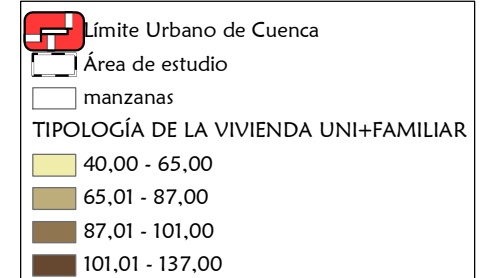 Límite Urbano de Cuenca
Área de estudio
manzanas
TIPOLOGÍA DE LA VIVIENDA UNI+FAMILIAR
40,00 - 65,00
65,01 - 87,00
87,01 - 101,00
101,01 - 137,00